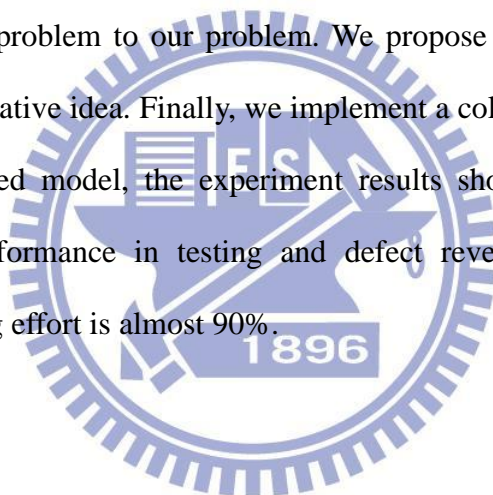 problem to our problem. We propose
ative idea. Finally, we implement a col
ed model, the experiment results sho
formance in testing and defect reve
g effort is almost 90%.
E S
1896